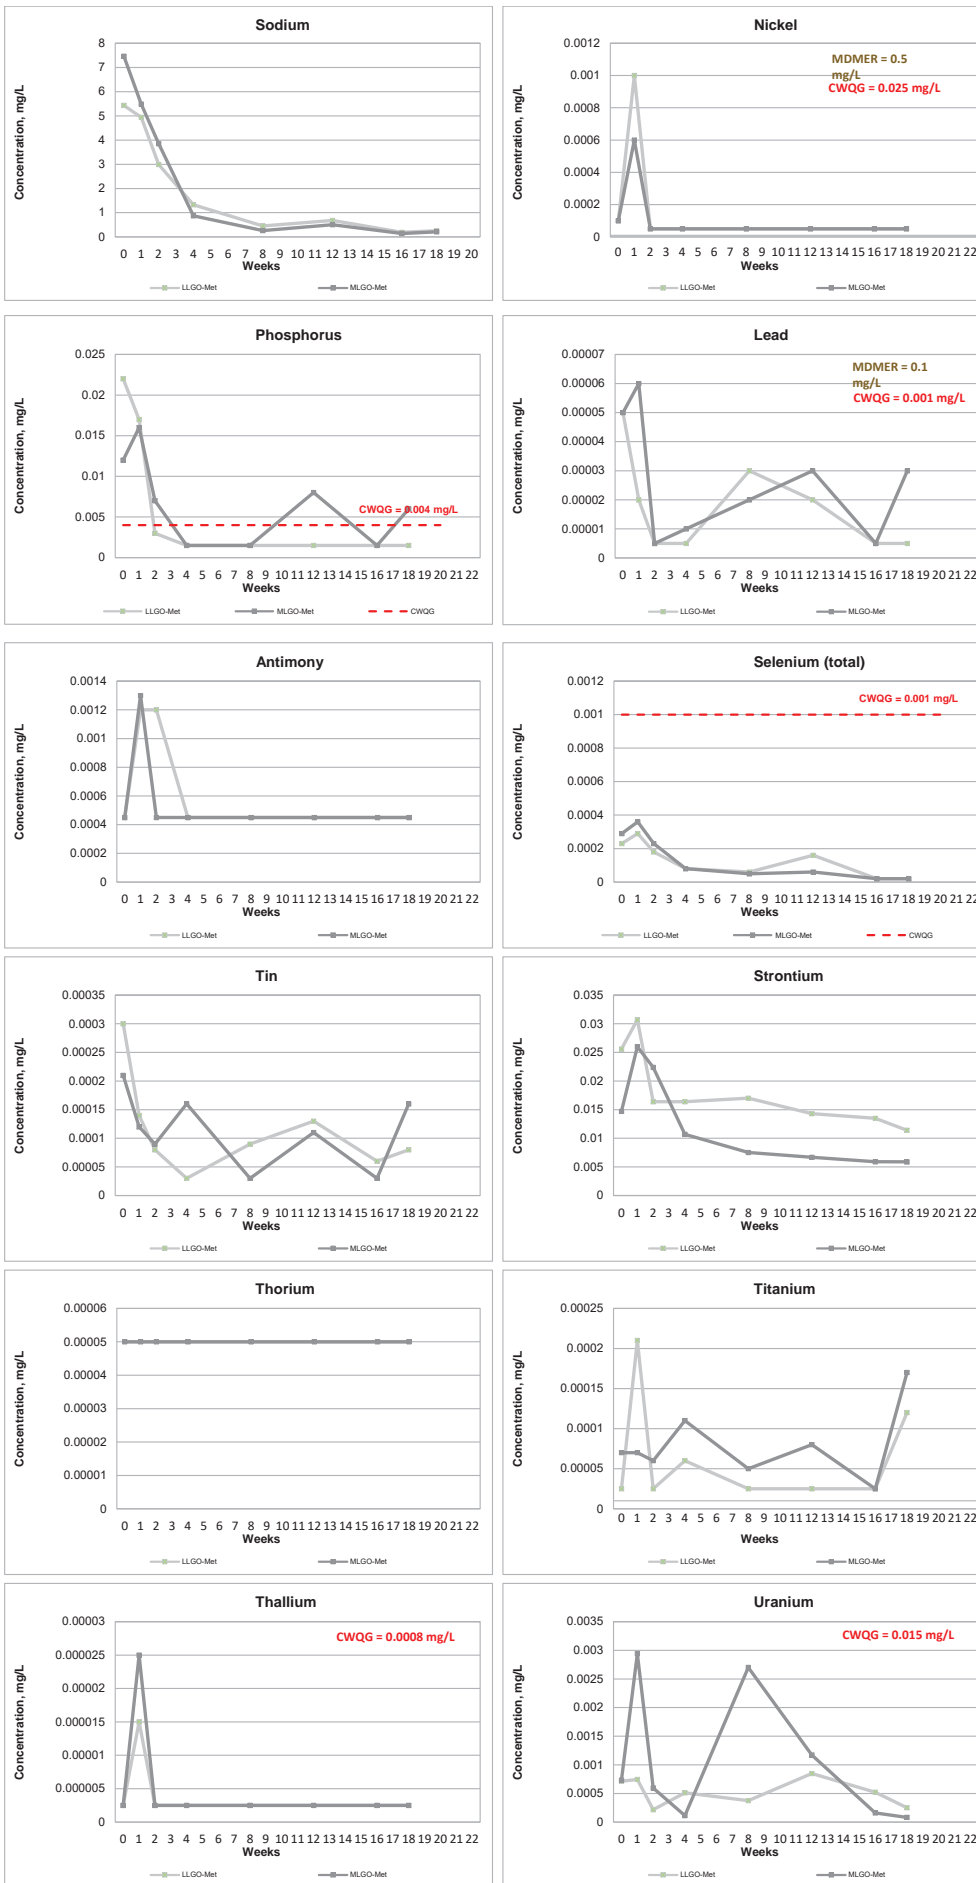 Sodium
Concentration, mg/L
8
7
6
5
4
3
2
1
0
0 1 2 3 4 5 6 7 8 9 10 11 12 13 14 15 16 17 18 19 20
Weeks
LLGO-Met MLGO-Met
Nickel
Concentration, mg/L
0.0012
0.001
0.0008
0.0006
0.0004
0.0002
0
MDMER = 0.5
mg/L
CWQG = 0.025 mg/L
0 1 2 3 4 5 6 7 8 9 10 11 12 13 14 15 16 17 18 19 20 21 22
Weeks
LLGO-Met MLGO-Met
Phosphorus
Concentration, mg/L
0.025
0.02
0.015
0.01
0.005
0
CWQG = 0.004 mg/L
0 1 2 3 4 5 6 7 8 9 10 11 12 13 14 15 16 17 18 19 20 21 22
Weeks
LLGO-Met MLGO-Met CWQG
Lead
Concentration, mg/L
0.00007
0.00006
0.00005
0.00004
0.00003
0.00002
0.00001
0
MDMER = 0.1
mg/L
CWQG = 0.001 mg/L
0 1 2 3 4 5 6 7 8 9 10 11 12 13 14 15 16 17 18 19 20 21 22
Weeks
LLGO-Met MLGO-Met
Antimony
Concentration, mg/L
0.0014
0.0012
0.001
0.0008
0.0006
0.0004
0.0002
0
0 1 2 3 4 5 6 7 8 9 10 11 12 13 14 15 16 17 18 19 20 21 22
Weeks
LLGO-Met MLGO-Met
Selenium (total)
Concentration, mg/L
0.0012
0.001
0.0008
0.0006
0.0004
0.0002
0
CWQG = 0.001 mg/L
0 1 2 3 4 5 6 7 8 9 10 11 12 13 14 15 16 17 18 19 20 21 22
Weeks
LLGO-Met MLGO-Met CWQG
Tin
Concentration, mg/L
0.00035
0.0003
0.00025
0.0002
0.00015
0.0001
0.00005
0
0 1 2 3 4 5 6 7 8 9 10 11 12 13 14 15 16 17 18 19 20 21 22
Weeks
LLGO-Met MLGO-Met
Strontium
Concentration, mg/L
0.035
0.03
0.025
0.02
0.015
0.01
0.005
0
0 1 2 3 4 5 6 7 8 9 10 11 12 13 14 15 16 17 18 19 20 21 22
Weeks
LLGO-Met MLGO-Met
Thorium
Concentration, mg/L
0.00006
0.00005
0.00004
0.00003
0.00002
0.00001
0
0 1 2 3 4 5 6 7 8 9 10 11 12 13 14 15 16 17 18 19 20 21 22
Weeks
LLGO-Met MLGO-Met
Titanium
Concentration, mg/L
0.00025
0.0002
0.00015
0.0001
0.00005
0
0 1 2 3 4 5 6 7 8 9 10 11 12 13 14 15 16 17 18 19 20 21 22
Weeks
LLGO-Met MLGO-Met
Thallium
Concentration, mg/L
0.00003
0.000025
0.00002
0.000015
0.00001
0.000005
0
CWQG = 0.0008 mg/L
0 1 2 3 4 5 6 7 8 9 10 11 12 13 14 15 16 17 18 19 20 21 22
Weeks
LLGO-Met MLGO-Met
Uranium
Concentration, mg/L
0.0035
0.003
0.0025
0.002
0.0015
0.001
0.0005
0
CWQG = 0.015 mg/L
0 1 2 3 4 5 6 7 8 9 10 11 12 13 14 15 16 17 18 19 20 21 22
Weeks
LLGO-Met MLGO-Met